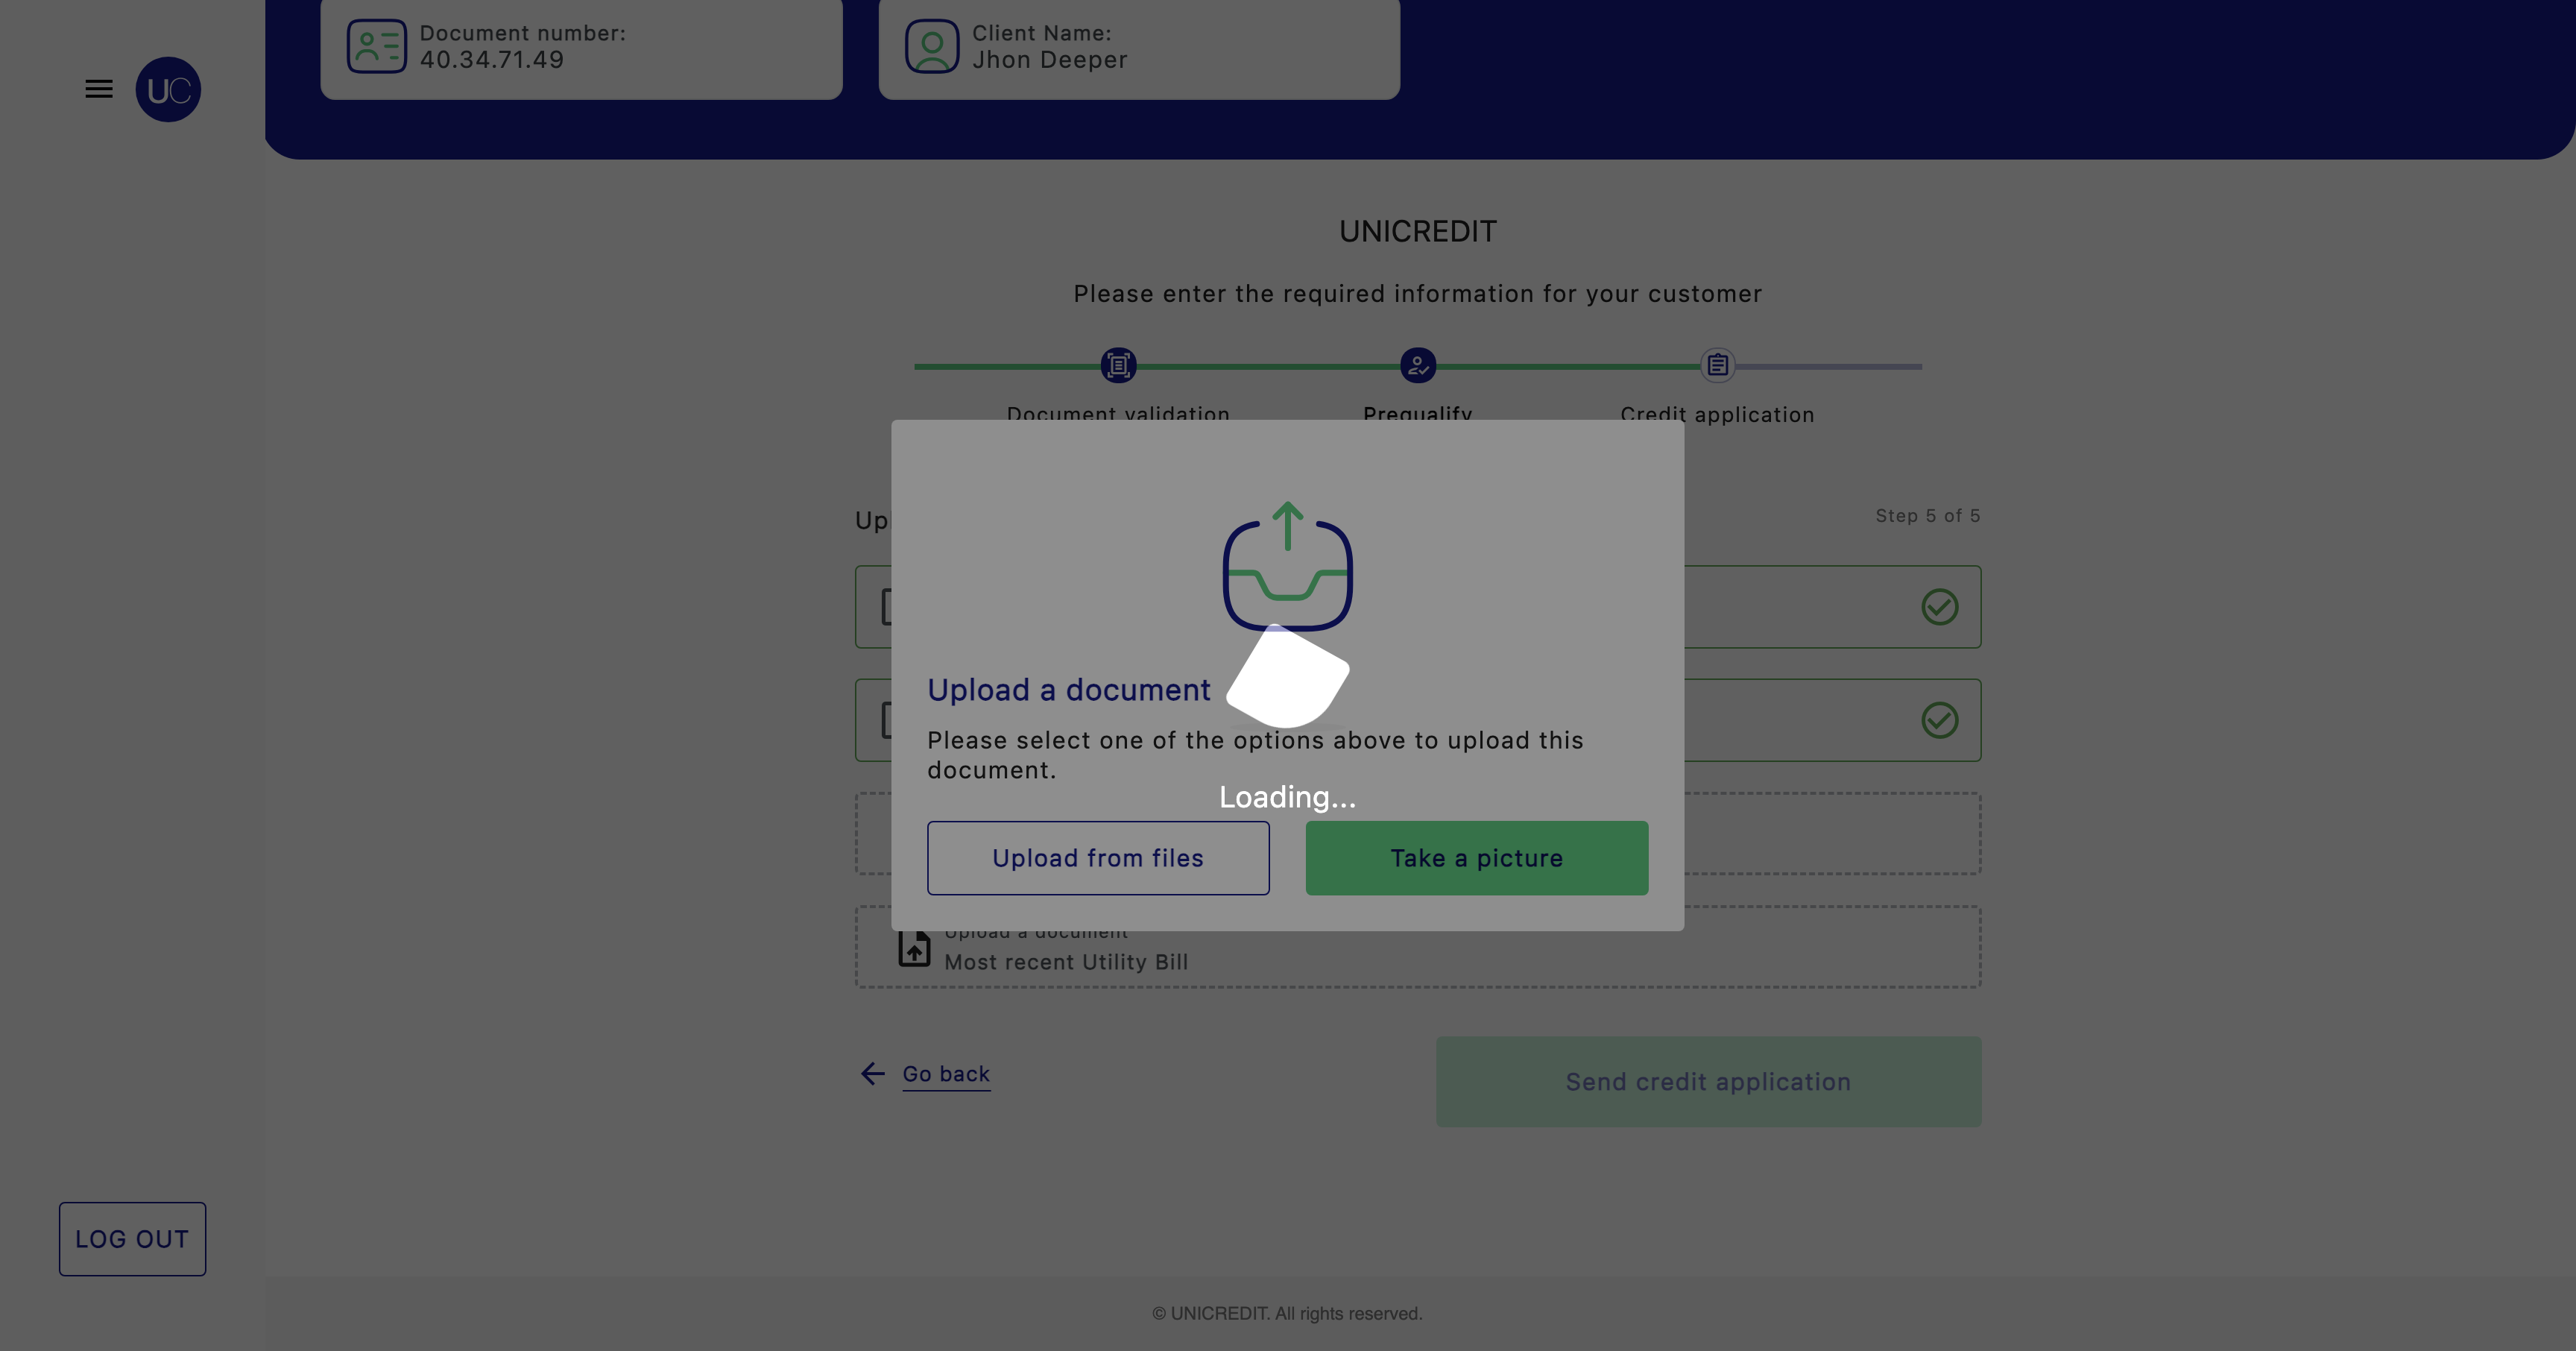 Document number:
40.34.71.49
Client Name:
Jhon Deeper
UC
UNICREDIT
Please enter the required information for your customer
Document validation
Prequalify
Credit application
Up
Step 5 of 5
Upload a document
Please select one of the options above to upload this
document.
Loading...
Upload from files
Take a picture
Upload a document
Most recent Utility Bill
Go back
Send credit application
LOG OUT
© UNICREDIT. All rights reserved.